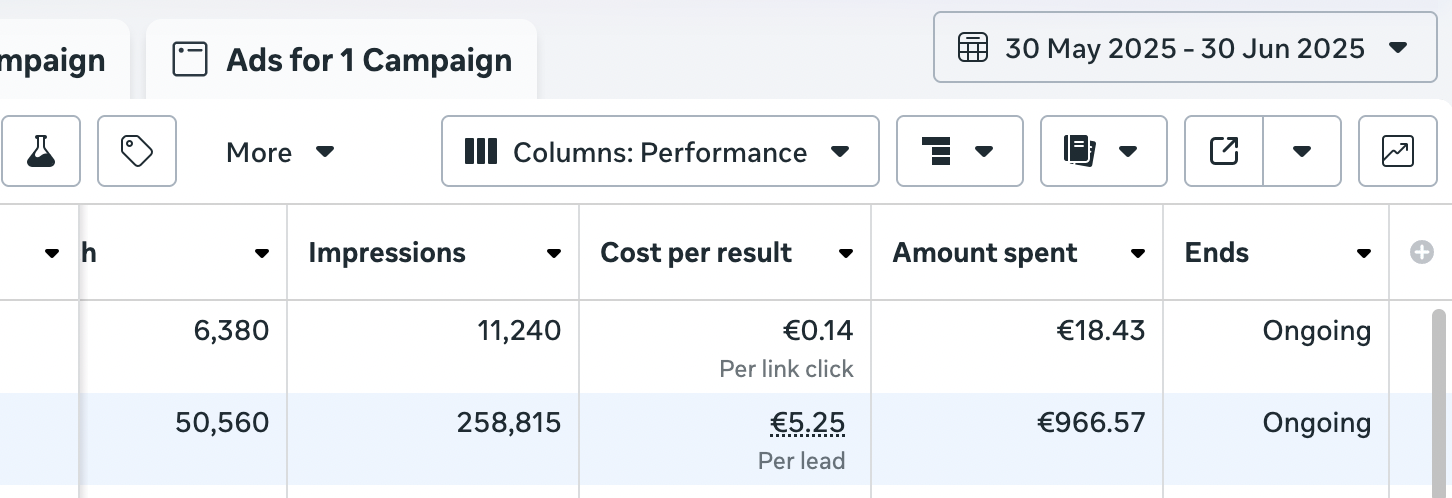 mpaign
Ads for 1 Campaign
30 May 2025 - 30 Jun 2025
More
Columns: Performance
h
Impressions
Cost per result
Amount spent
Ends
6,380
11,240
€0.14
Per link click
€18.43
Ongoing
50,560
258,815
€5.25
Per lead
€966.57
Ongoing